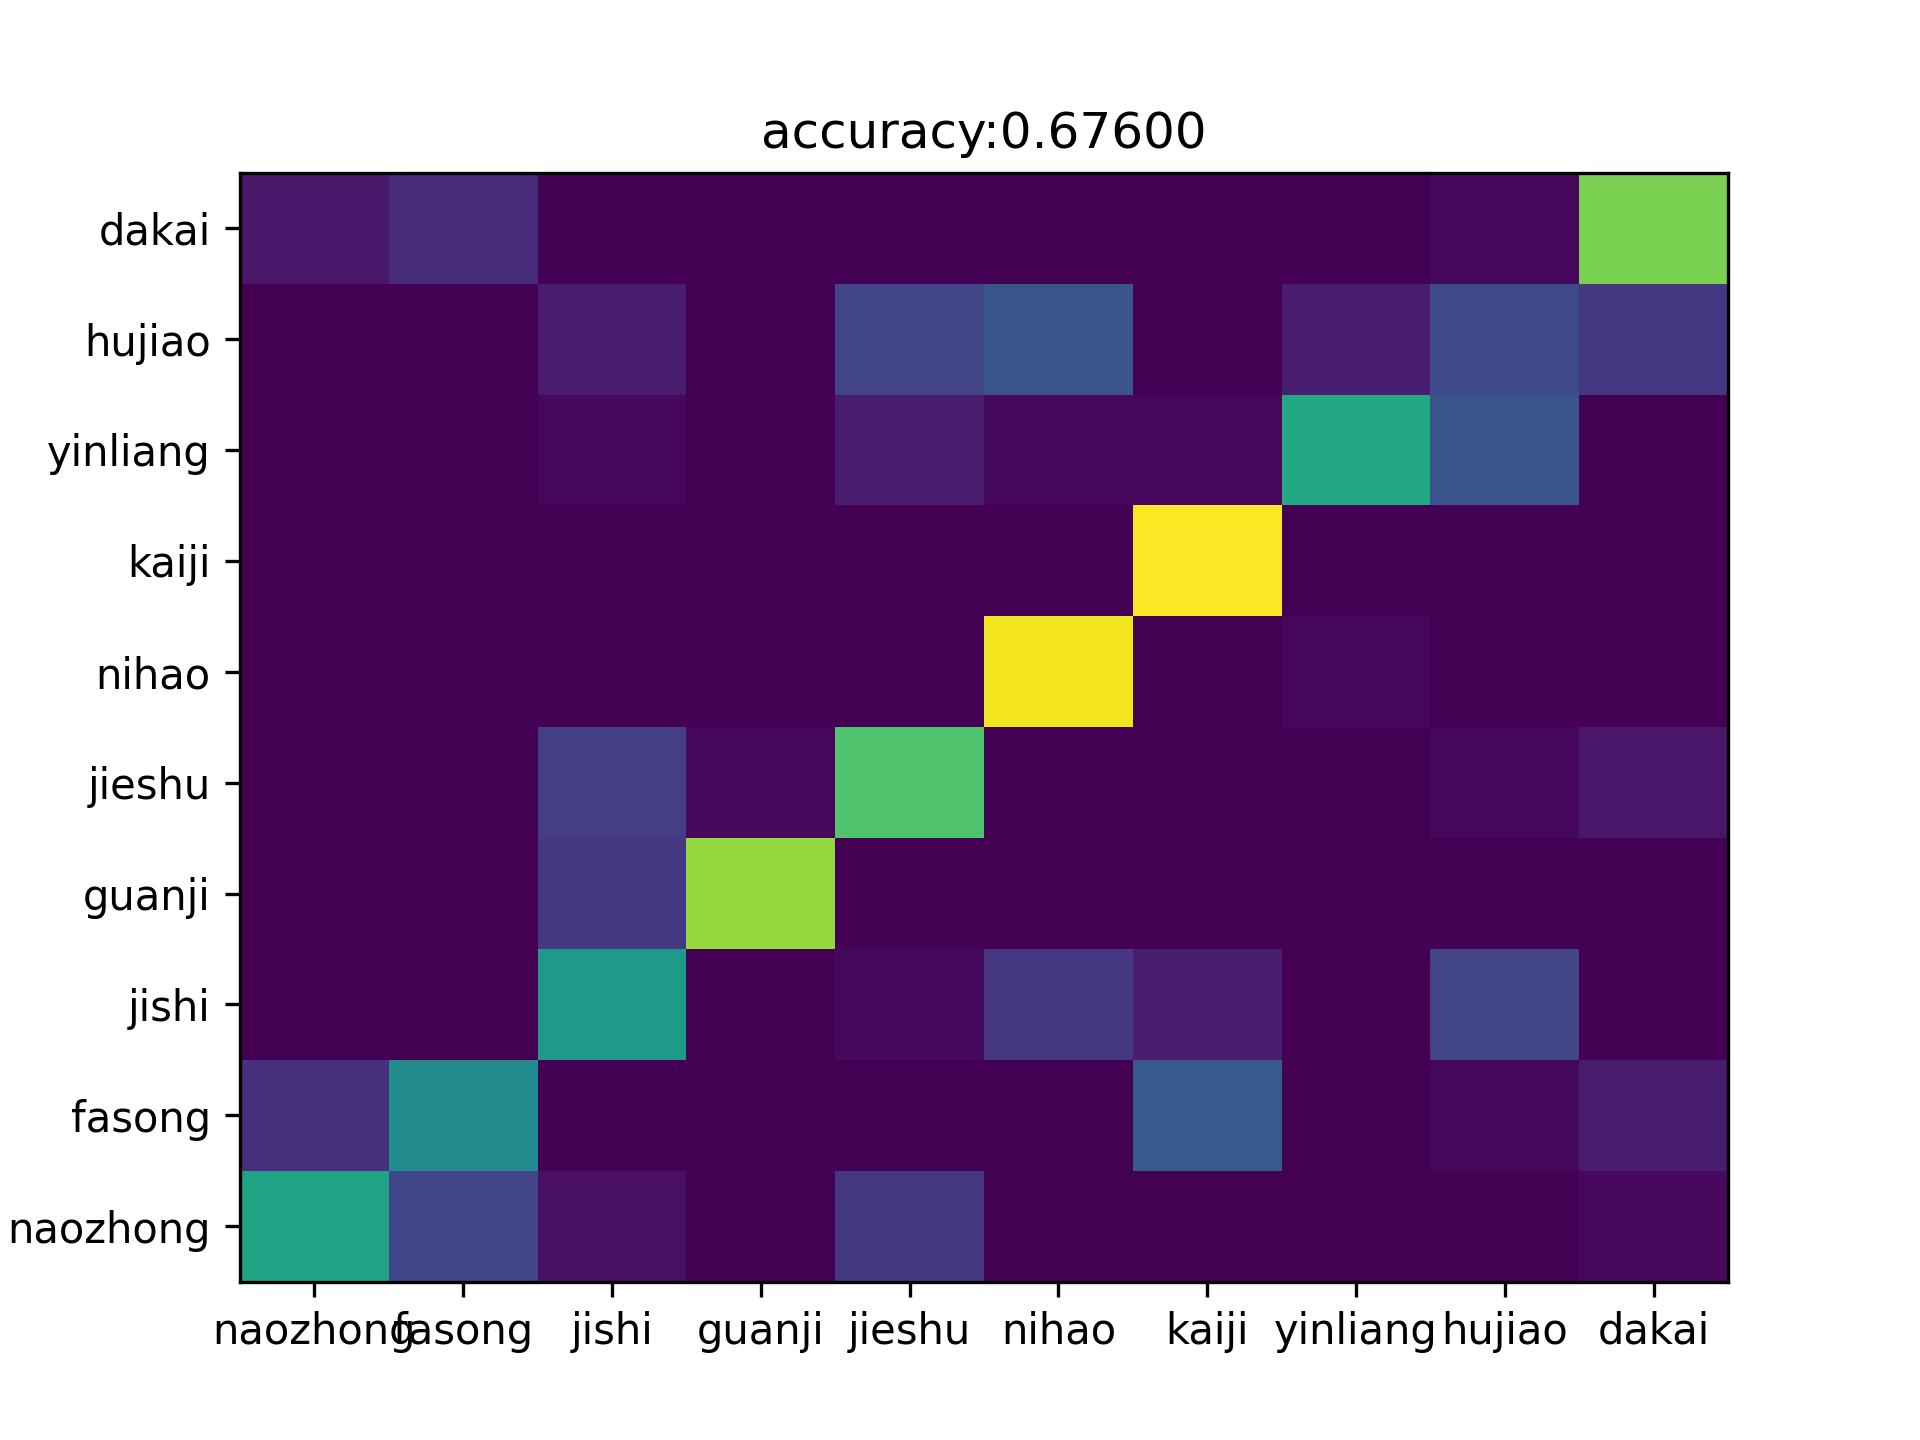 accuracy:0.67600
dakai
hujiao
yinliang
kaiji
nihao
jieshu
guanji
jishi
fasong
naozhong
naozhong fasong jishi guanji jieshu nihao kaiji yinliang hujiao dakai